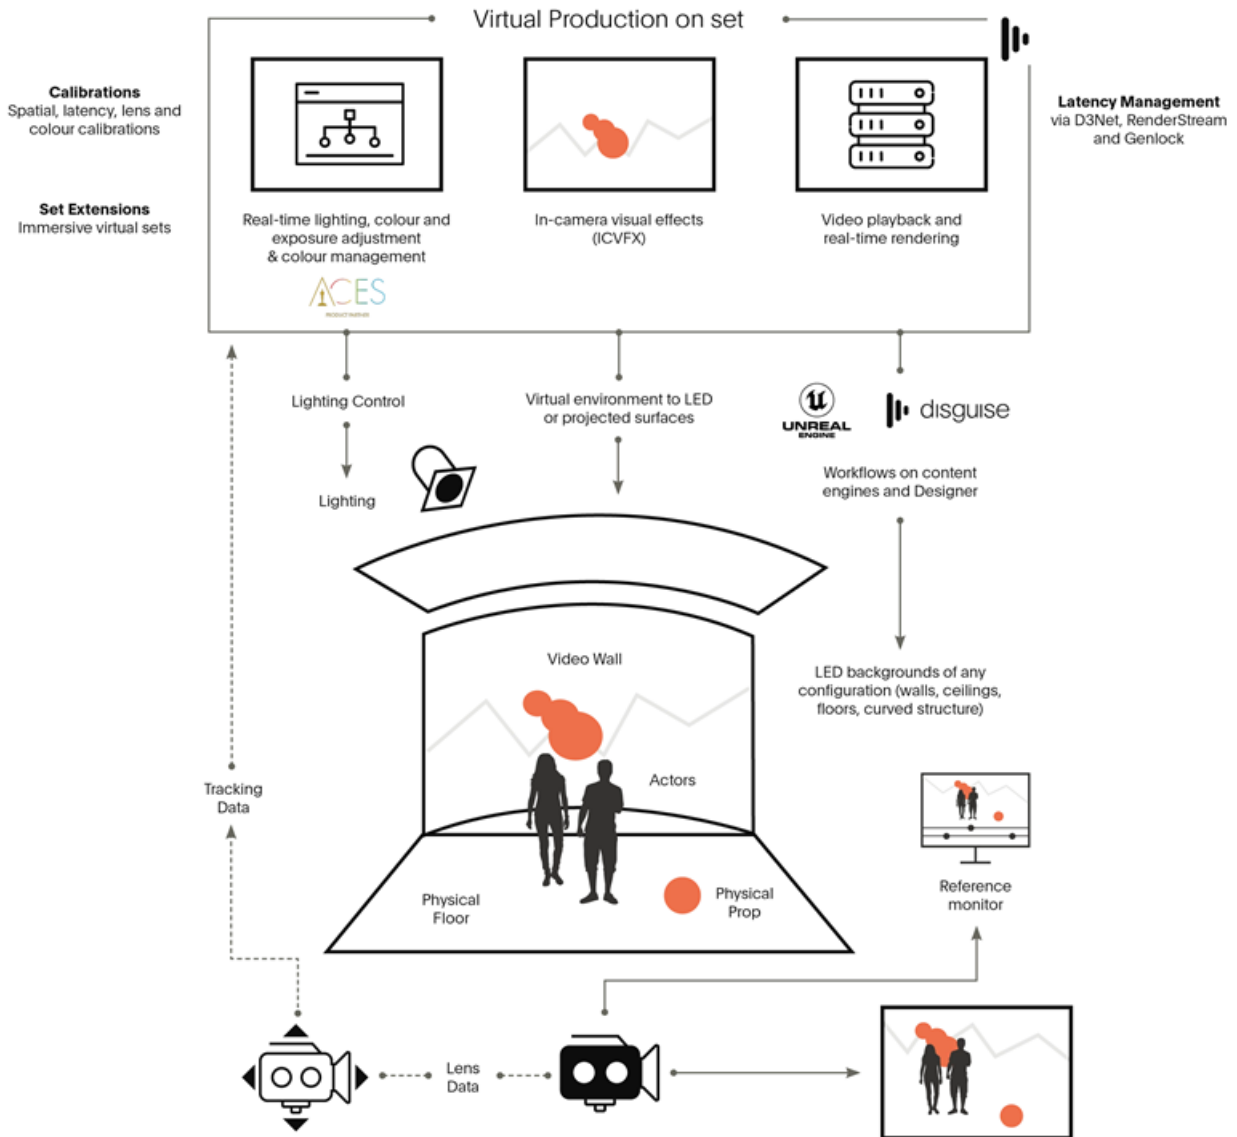 Virtual Production on set
Calibrations
Spatial, latency, lens and
colour calibrations
Set Extensions
Immersive virtual sets
Latency Management
via D3Net, RenderStream
and Genlock
Real-time lighting, colour and
exposure adjustment
& colour management
ACES
PRODUCT PARTNER
In-camera visual effects
(ICVFX)
Video playback and
real-time rendering
Lighting Control
Lighting
Virtual environment to LED
or projected surfaces
UNREAL
ENGINE
disguise
Workflows on content
engines and Designer
LED backgrounds of any
configuration (walls, ceilings,
floors, curved structure)
Video Wall
Actors
Tracking
Data
Physical
Floor
Physical
Prop
Reference
monitor
Lens
Data